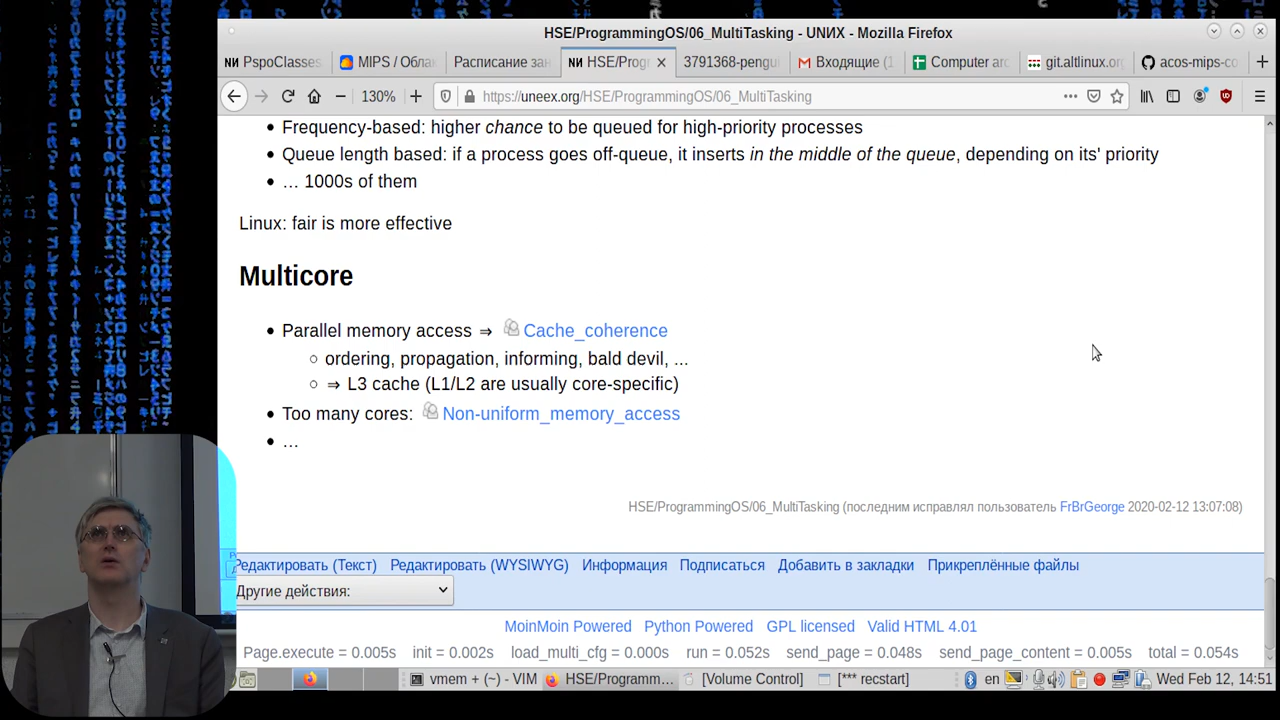 HSE/ProgrammingOS/06_MultiTasking - UNИX - Mozilla Firefox
ИИ PspoClasses
MIPS / Обла
Расписание зан
ИИ HSE/Prog
3791368-pengu
Входящие (1
Computer arc
git.altlinux.org
acos-mips-co
130%
https://uneex.org/HSE/ProgrammingOS/06_MultiTasking
• Frequency-based: higher chance to be queued for high-priority processes
• Queue length based: if a process goes off-queue, it inserts in the middle of the queue, depending on its' priority
• … 1000s of them
Linux: fair is more effective
Multicore
• Parallel memory access ⇒ Cache_coherence
○ ordering, propagation, informing, bald devil, ...
○ ⇒ L3 cache (L1/L2 are usually core-specific)
• Too many cores: Non-uniform_memory_access
• …
HSE/ProgrammingOS/06_MultiTasking (последним исправлял пользователь FrBrGeorge 2020-02-12 13:07:08)
Редактировать (Текст) Редактировать (WYSIWYG) Информация Подписаться Добавить в закладки Прикреплённые файлы
Другие действия:
MoinMoin Powered Python Powered GPL licensed Valid HTML 4.01
Page.execute = 0.005s init = 0.002s load_multi_cfg = 0.000s run = 0.052s send_page = 0.048s send_page_content = 0.005s total = 0.054s
vmem + (~) - VIM HSE/Programm… [Volume Control] [*** recstart] en Wed Feb 12, 14:51